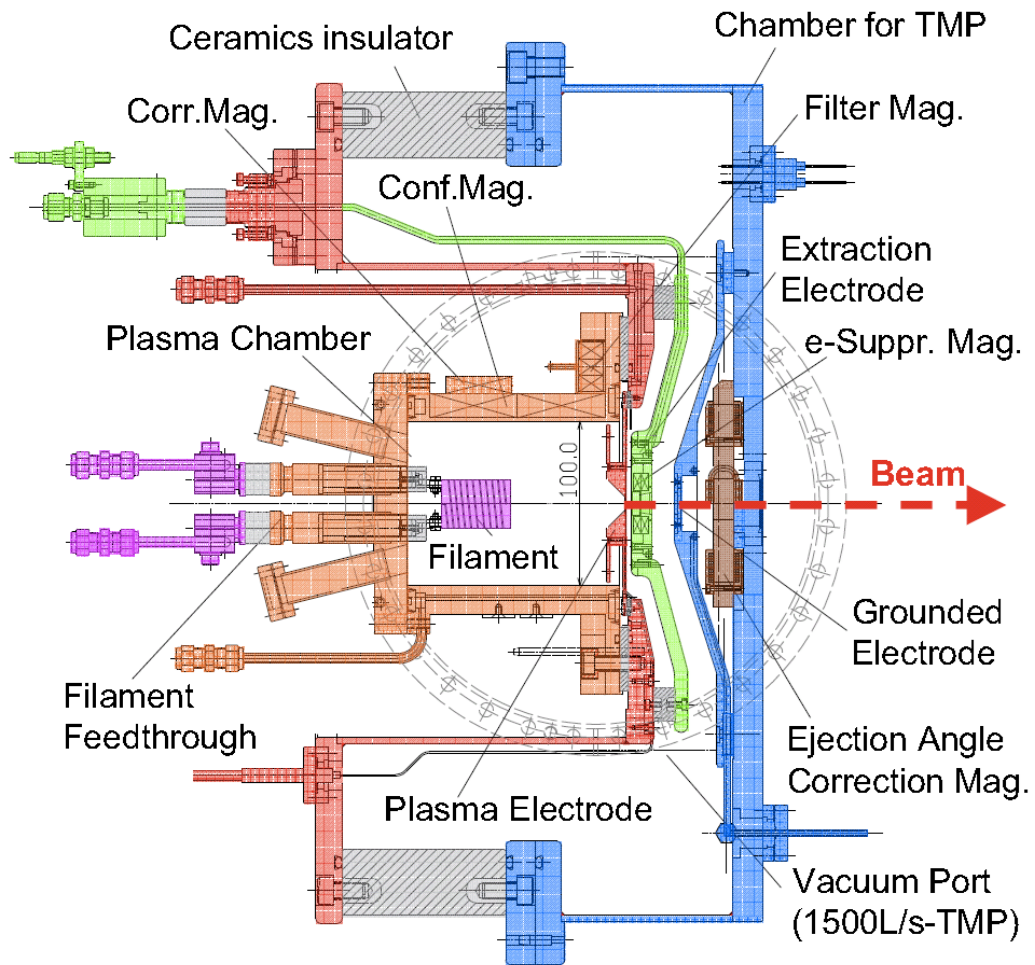 Ceramics insulator
Chamber for TMP
Corr.Mag.
Filter Mag.
Conf.Mag.
Extraction
Electrode
Plasma Chamber
e-Suppr. Mag.
100.0
Beam
Filament
Grounded
Electrode
Filament
Feedthrough
Ejection Angle
Correction Mag.
Plasma Electrode
Vacuum Port
(1500L/s-TMP)